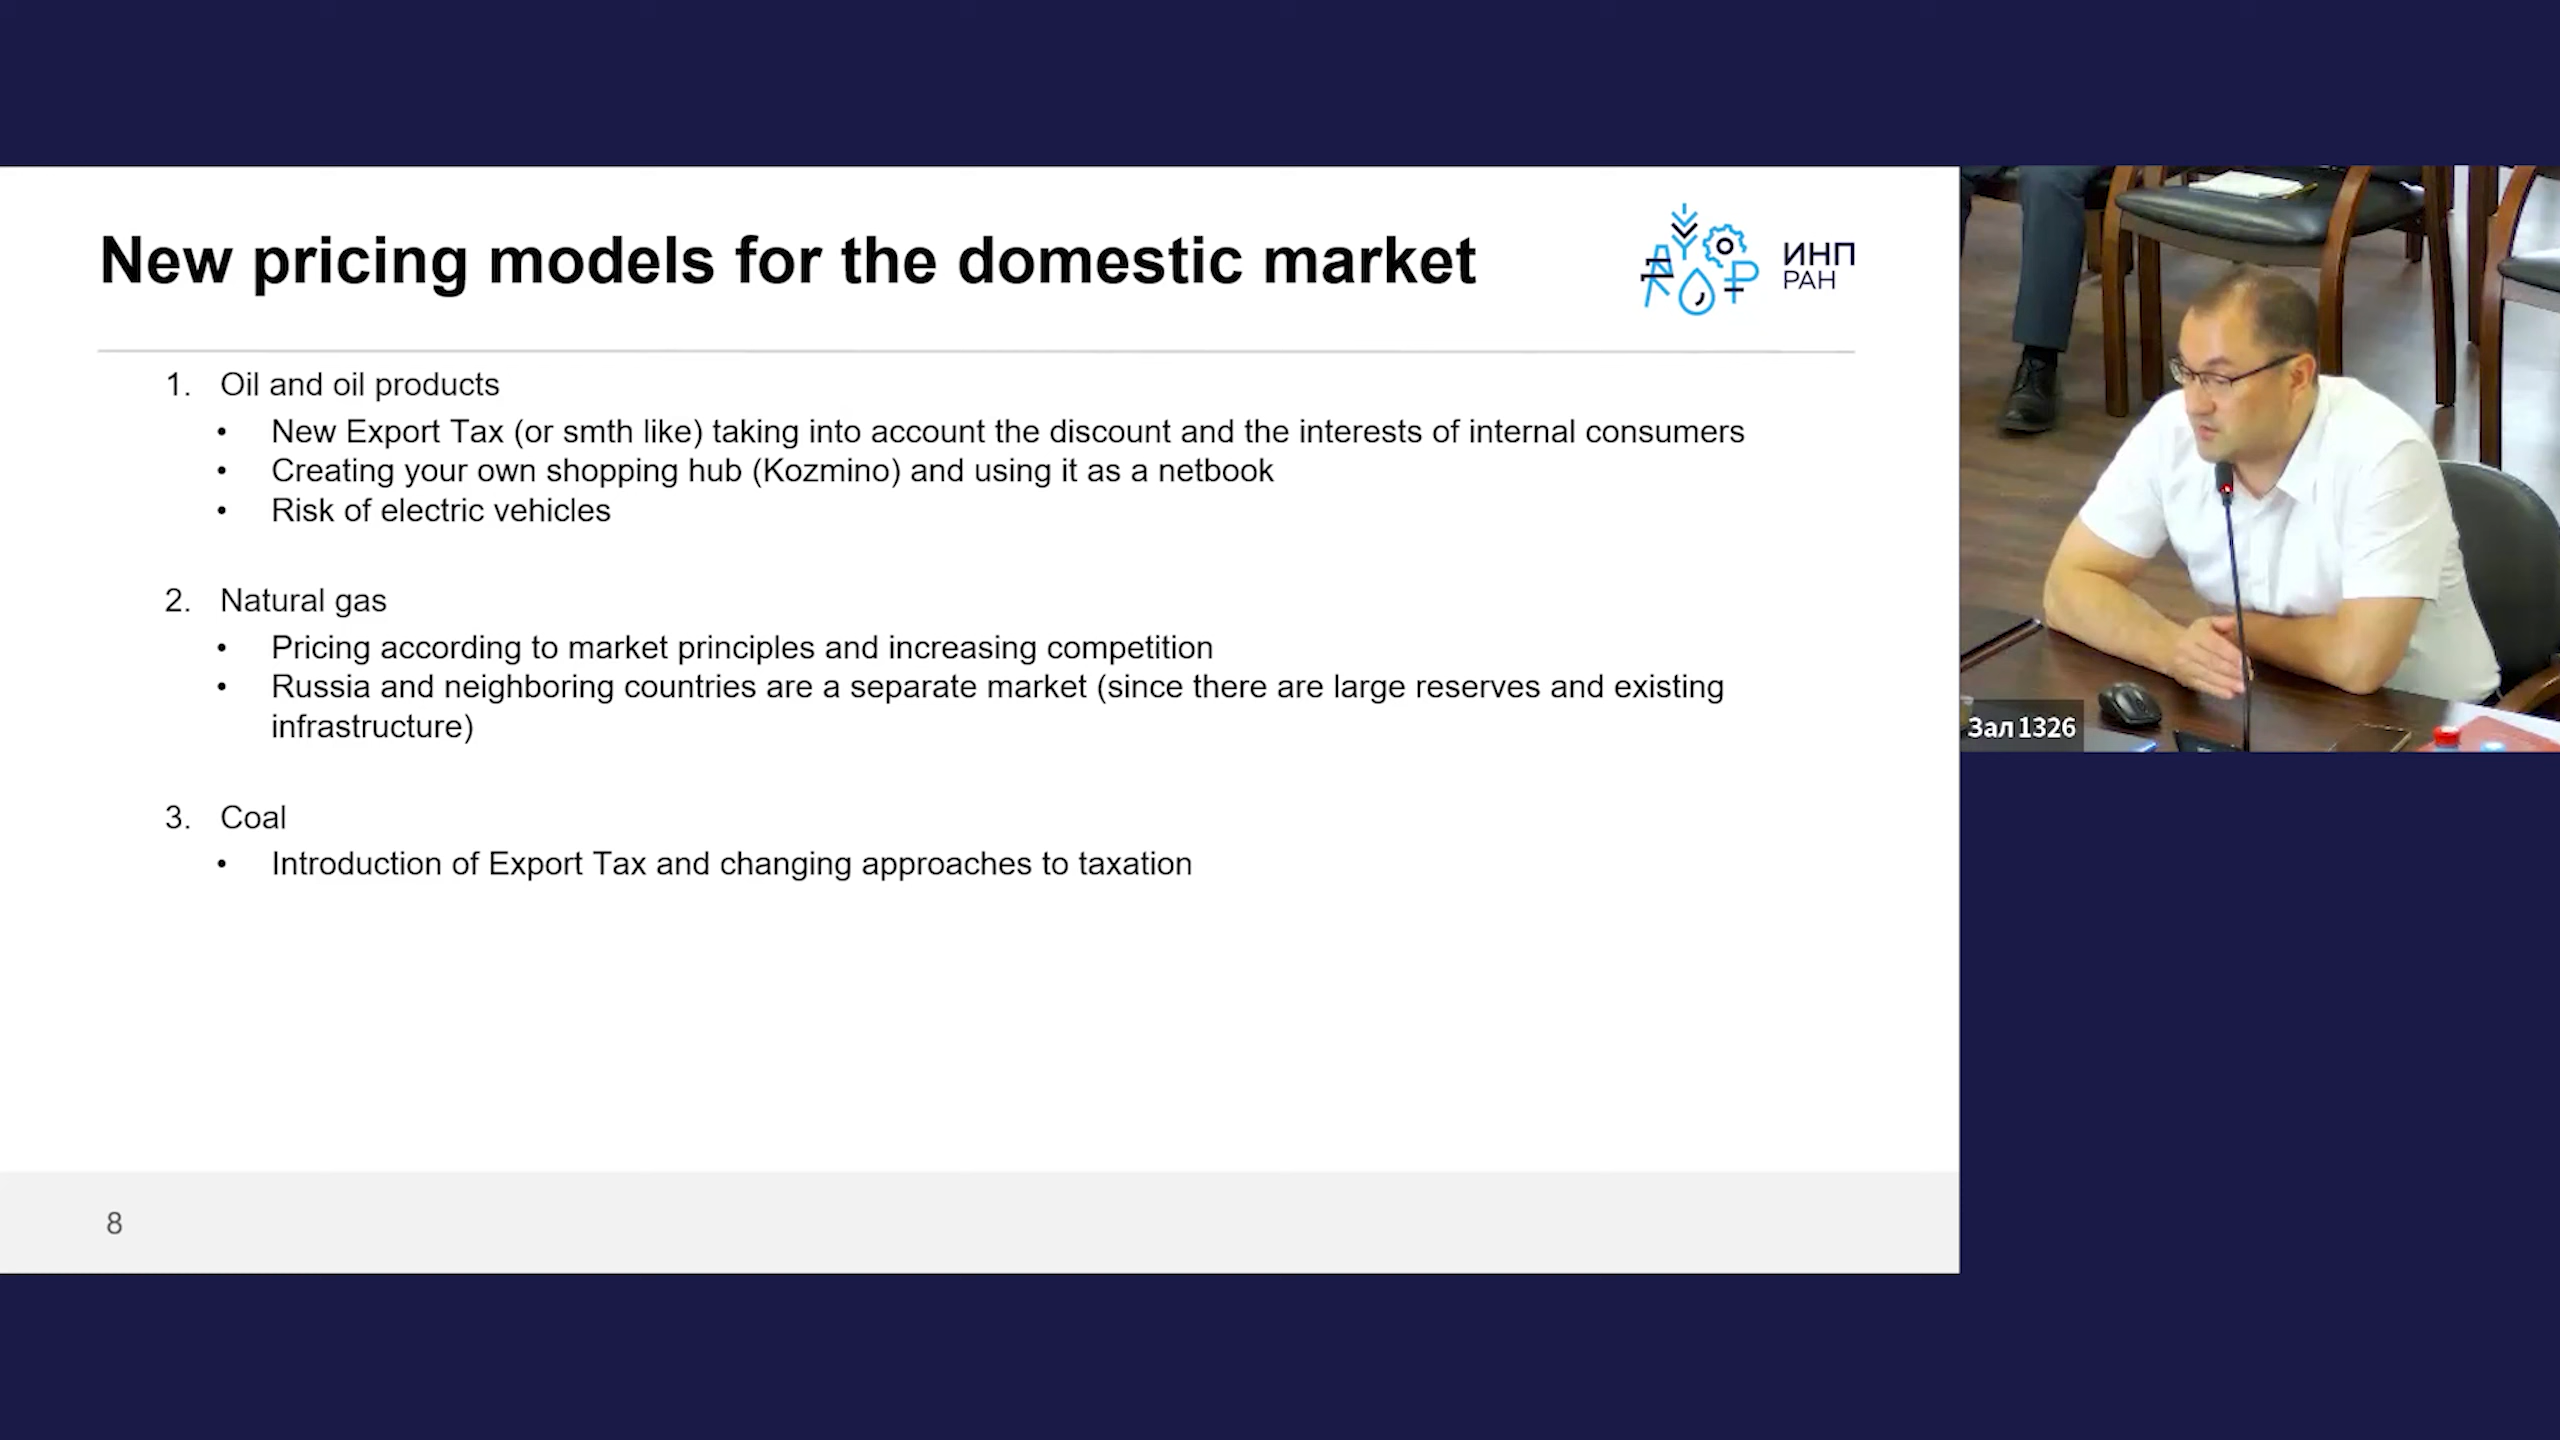 New pricing models for the domestic market
ИНП
РАН
1. Oil and oil products
• New Export Tax (or smth like) taking into account the discount and the interests of internal consumers
• Creating your own shopping hub (Kozmino) and using it as a netbook
• Risk of electric vehicles
2. Natural gas
• Pricing according to market principles and increasing competition
• Russia and neighboring countries are a separate market (since there are large reserves and existing
infrastructure)
3. Coal
• Introduction of Export Tax and changing approaches to taxation
8
Зал 1326